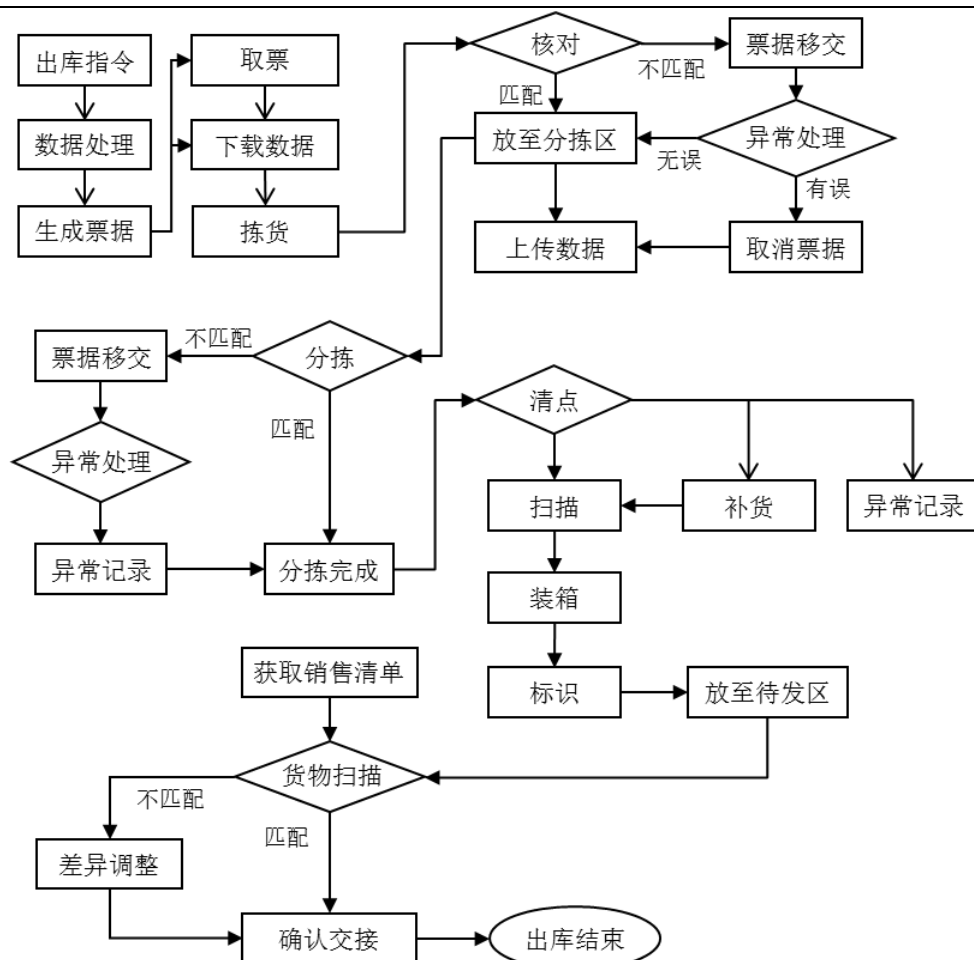 出库指令
数据处理
生成票据
取票
下载数据
拣货
核对
不匹配
匹配
票据移交
放至分拣区
无误
异常处理
有误
上传数据
取消票据
票据移交
不匹配
分拣
匹配
异常处理
异常记录
分拣完成
清点
扫描
补货
异常记录
装箱
标识
放至待发区
获取销售清单
货物扫描
不匹配
匹配
差异调整
确认交接
出库结束